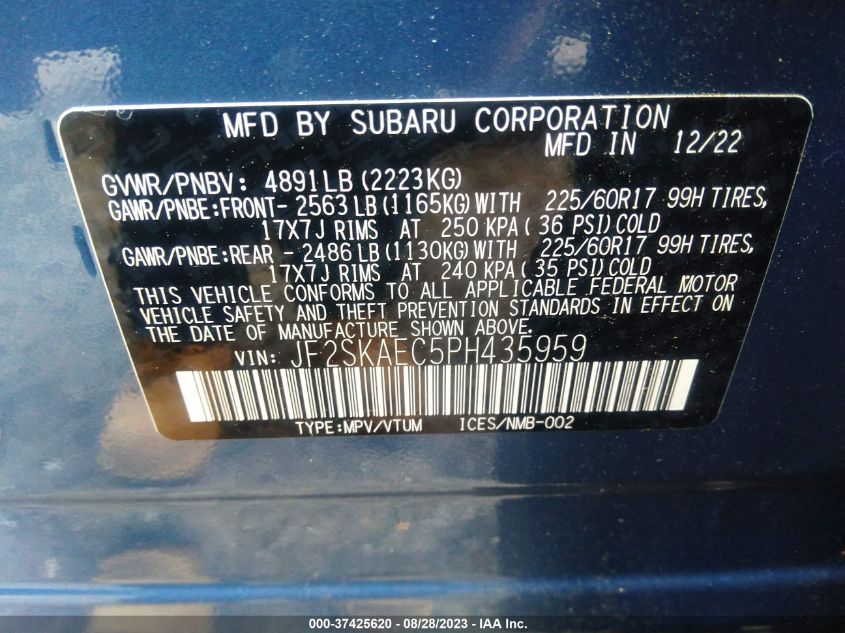 MFD BY SUBARU CORPORATION
MFD IN 12/22
GVWR/PNBV: 4891LB (2223KG)
GAWR/PNBE:FRONT- 2563 LB (1165KG) WITH 225/60R17 99H TIRES,
17X7J RIMS AT 250 KPA ( 36 PSI) COLD
GAWR/PNBE:REAR - 2486 LB (1130KG) WITH 225/60R17 99H TIRES,
17X7J RIMS AT 240 KPA ( 35 PSI) COLD
THIS VEHICLE CONFORMS TO ALL APPLICABLE FEDERAL MOTOR
VEHICLE SAFETY AND THEFT PREVENTION STANDARDS IN EFFECT ON
THE DATE OF MANUFACTURE SHOWN ABOVE.
VIN: JF2SKAEC5PH435959
TYPE:MPV/VTUM ICES/NMB-002
000-37425620 | 08/28/2023 | IAA Inc.